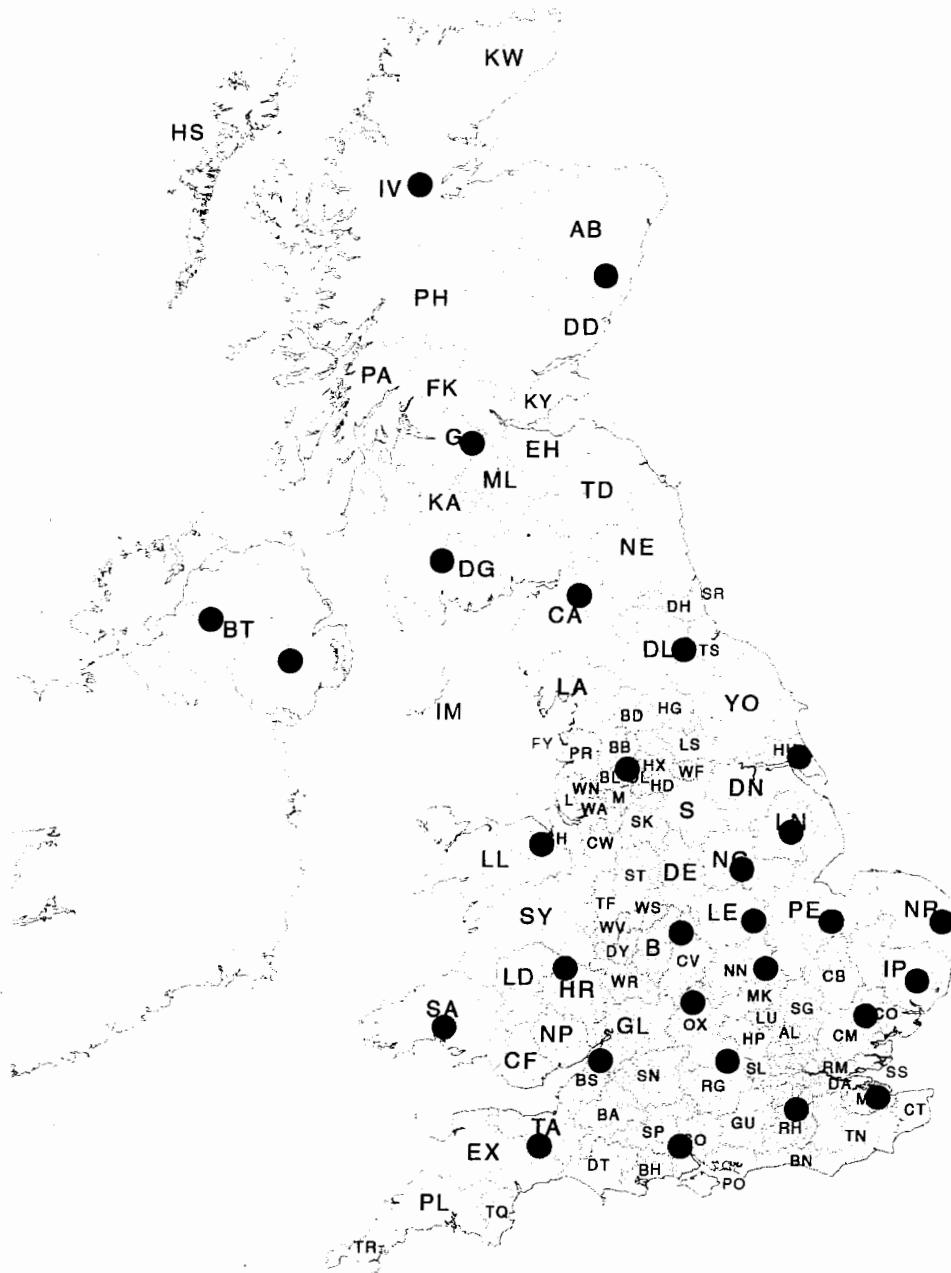 KW
HS
IV
AB
PH
DD
PA
FK
KY
G
EH
ML
TD
KA
NE
DG
SR
DH
CA
BT
DL
TS
LA
YO
IM
HG
BD
FY
PR
BB
LS
HX
WF
BL
HD
DN
WN
L
M
WA
S
SK
LN
CW
LL
NG
DE
ST
TF
WS
LE
PE
NR
SY
WV
DY
B
CV
NN
CB
IP
LD
HR
WR
MK
SG
SA
GL
OX
LU
AL
CO
NP
HP
CM
CF
BS
SN
SL
RM
SS
RG
DA
M
CT
BA
GU
RH
TN
TA
SP
SO
EX
DT
BH
BN
PO
PL
TQ
TR